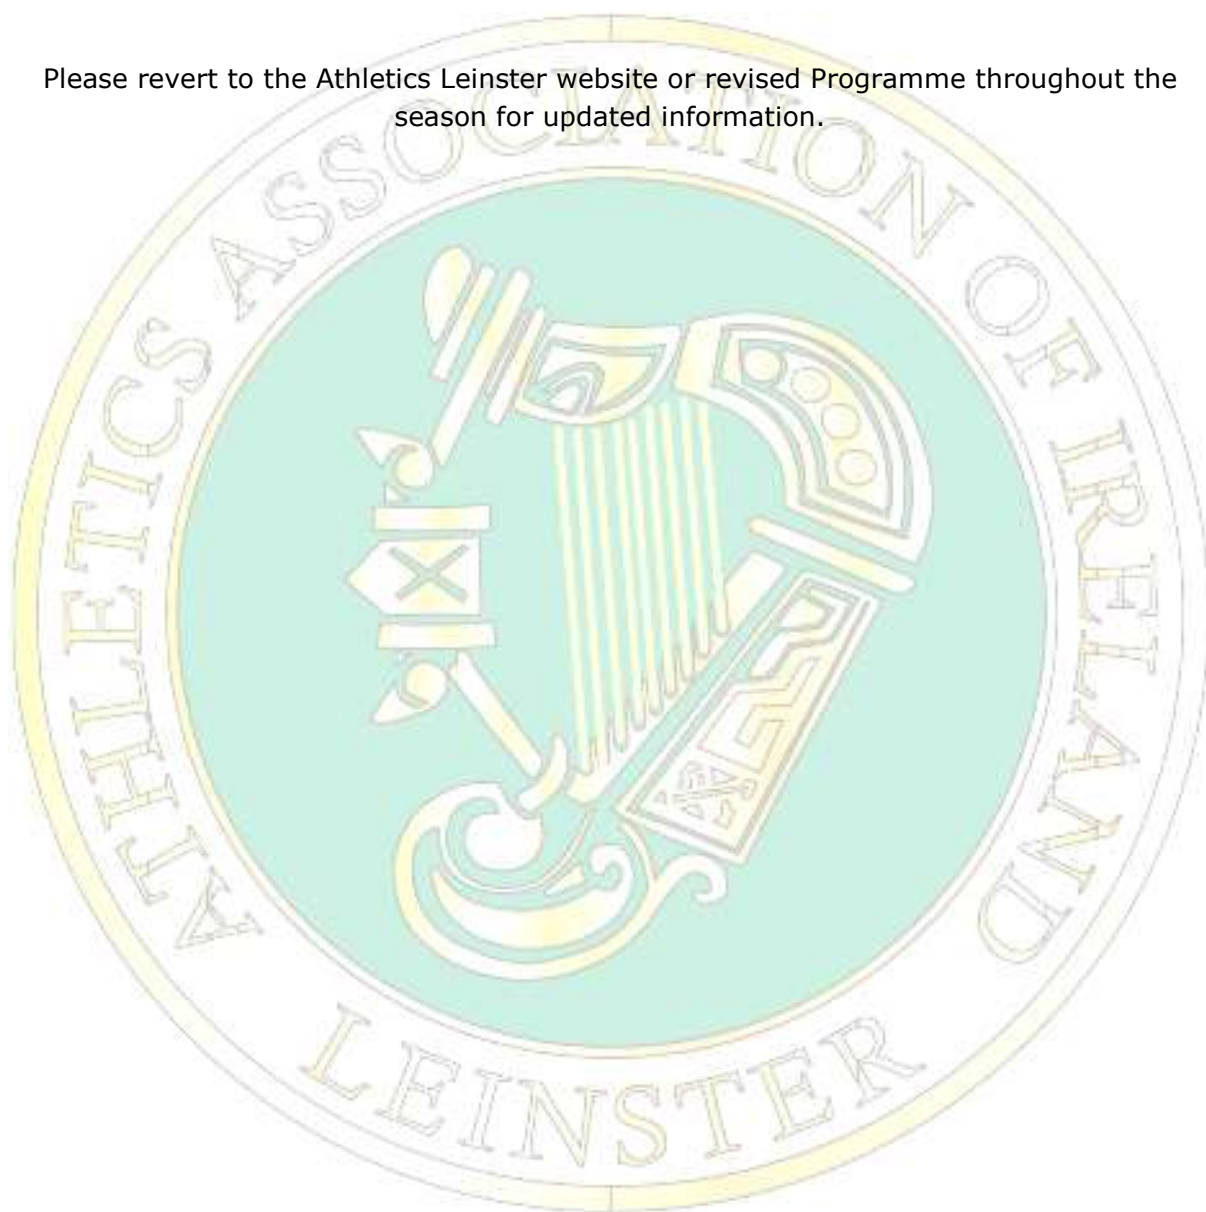 Please revert to the Athletics Leinster website or revised Programme throughout the
season for updated information.
ATHLETICS ASSOCIATION OF IRELAND
LEINSTER